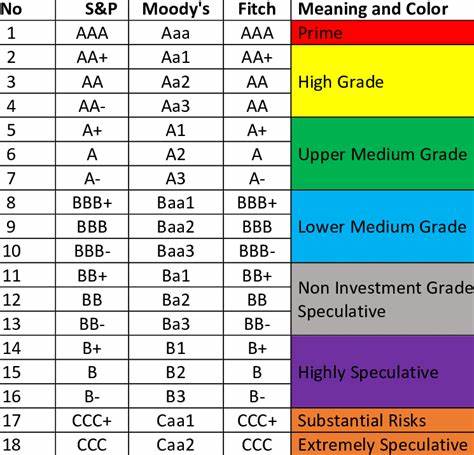 No S&P Moody's Fitch Meaning and Color
1 AAA Aaa AAA Prime
2 AA+ Aa1 AA+
3 AA Aa2 AA High Grade
4 AA- Aa3 AA
5 A+ A1 A+
6 A A2 A Upper Medium Grade
7 A- A3 A-
8 BBB+ Baa1 BBB+
9 BBB Baa2 BBB Lower Medium Grade
10 BBB- Baa3 BBB-
11 BB+ Ba1 BB+
12 BB Ba2 BB Non Investment Grade
Speculative
13 BB- Ba3 BB-
14 B+ B1 B+
15 B B2 B Highly Speculative
16 B- B3 B-
17 CCC+ Caa1 CCC+ Substantial Risks
18 CCC Caa2 CCC Extremely Speculative